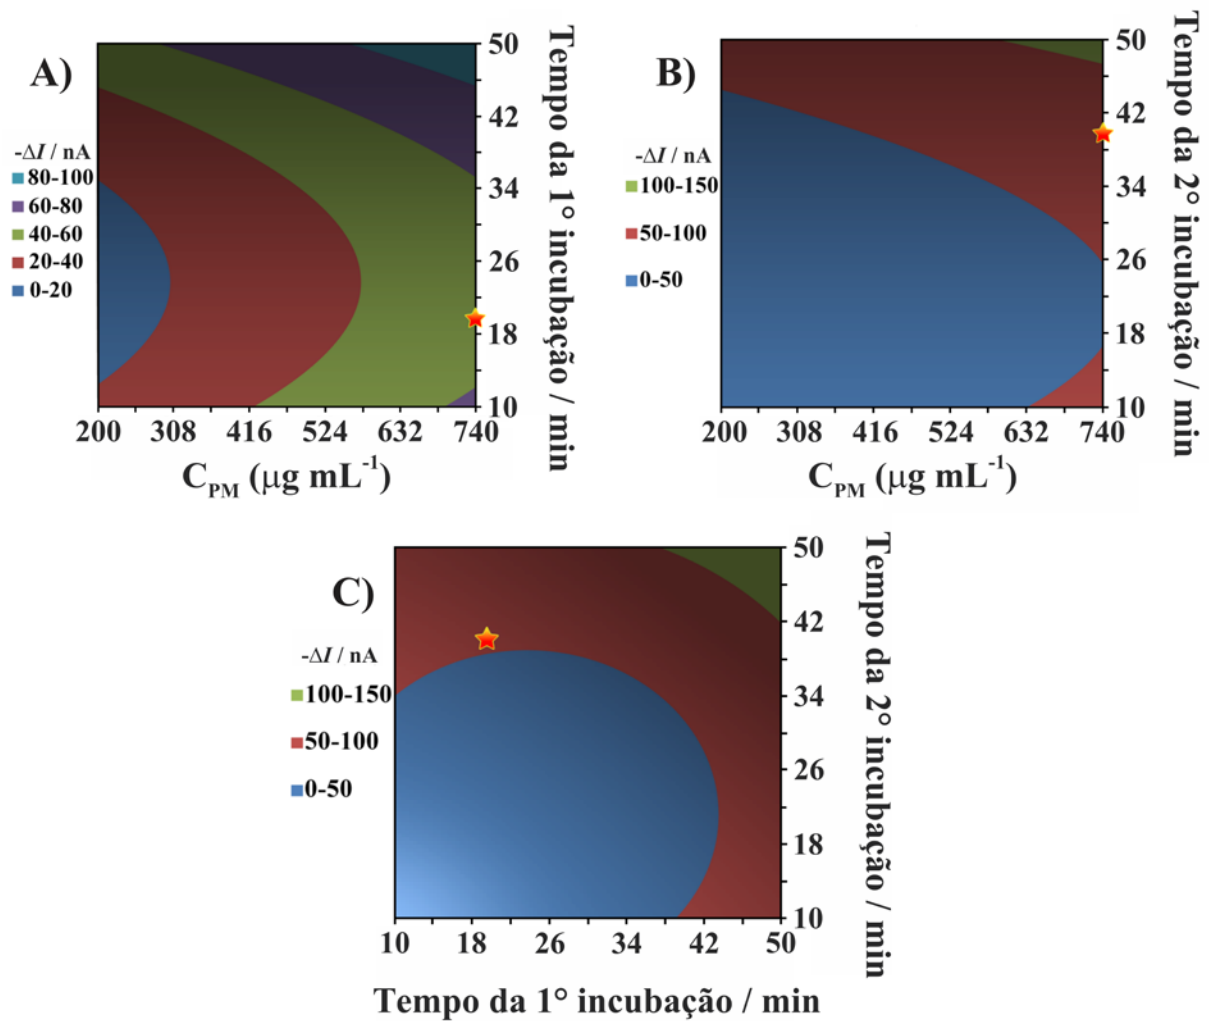 A)
-ΔI / nA
80-100
60-80
40-60
20-40
0-20
50
42
34
26
18
10
200 308 416 524 632 740
C_PM (µg mL⁻¹)
Tempo da 1° incubação / min
B)
-ΔI / nA
100-150
50-100
0-50
50
42
34
26
18
10
200 308 416 524 632 740
C_PM (µg mL⁻¹)
Tempo da 2° incubação / min
C)
-ΔI / nA
100-150
50-100
0-50
50
42
34
26
18
10
10 18 26 34 42 50
Tempo da 1° incubação / min
Tempo da 2° incubação / min